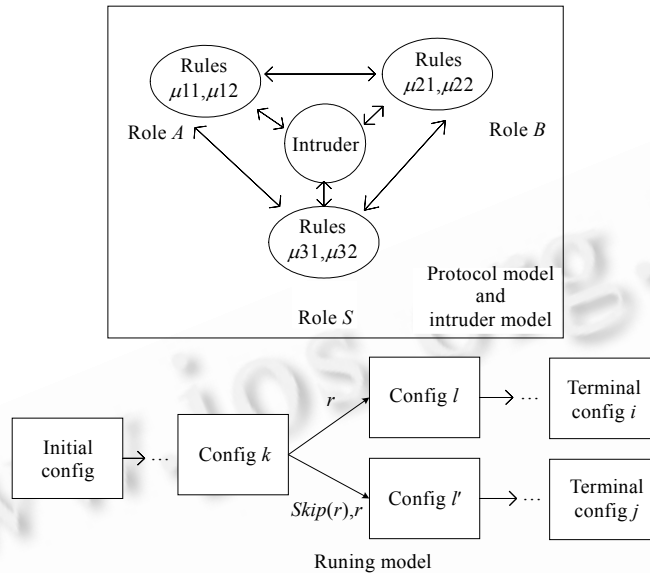 Rules
μ11,μ12
Rules
μ21,μ22
Role A
Intruder
Role B
Rules
μ31,μ32
Role S
Protocol model
and
intruder model
Initial
config
...
Config k
r
Skip(r),r
Config l
...
Terminal
config i
Config l'
...
Terminal
config j
Runing model